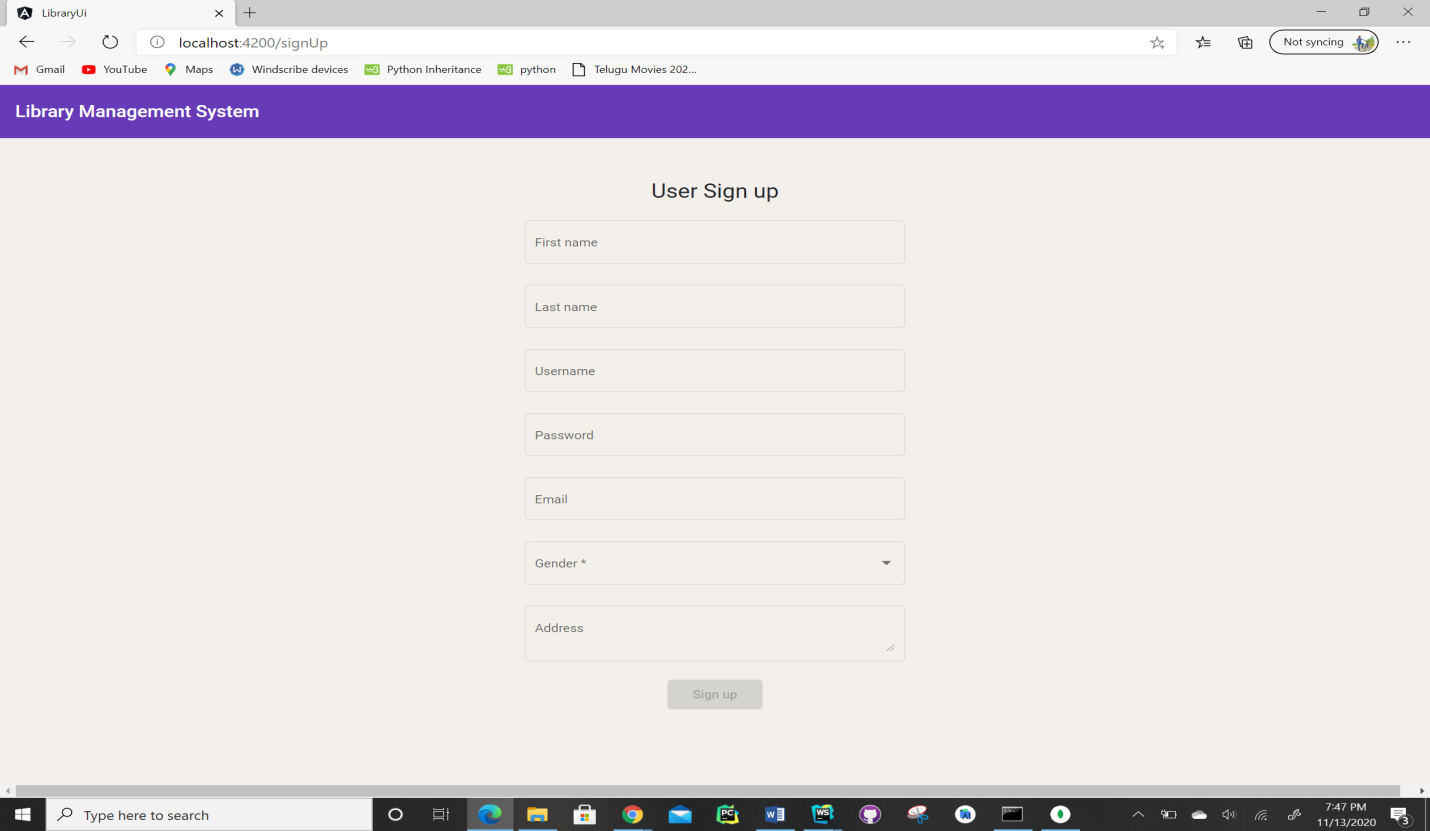 LibraryUi
localhost:4200/signUp
Not syncing
Gmail YouTube Maps Windscribe devices Python Inheritance python Telugu Movies 202...
Library Management System
User Sign up
First name
Last name
Username
Password
Email
Gender *
Address
Sign up
Type here to search
7:47 PM
11/13/2020
3